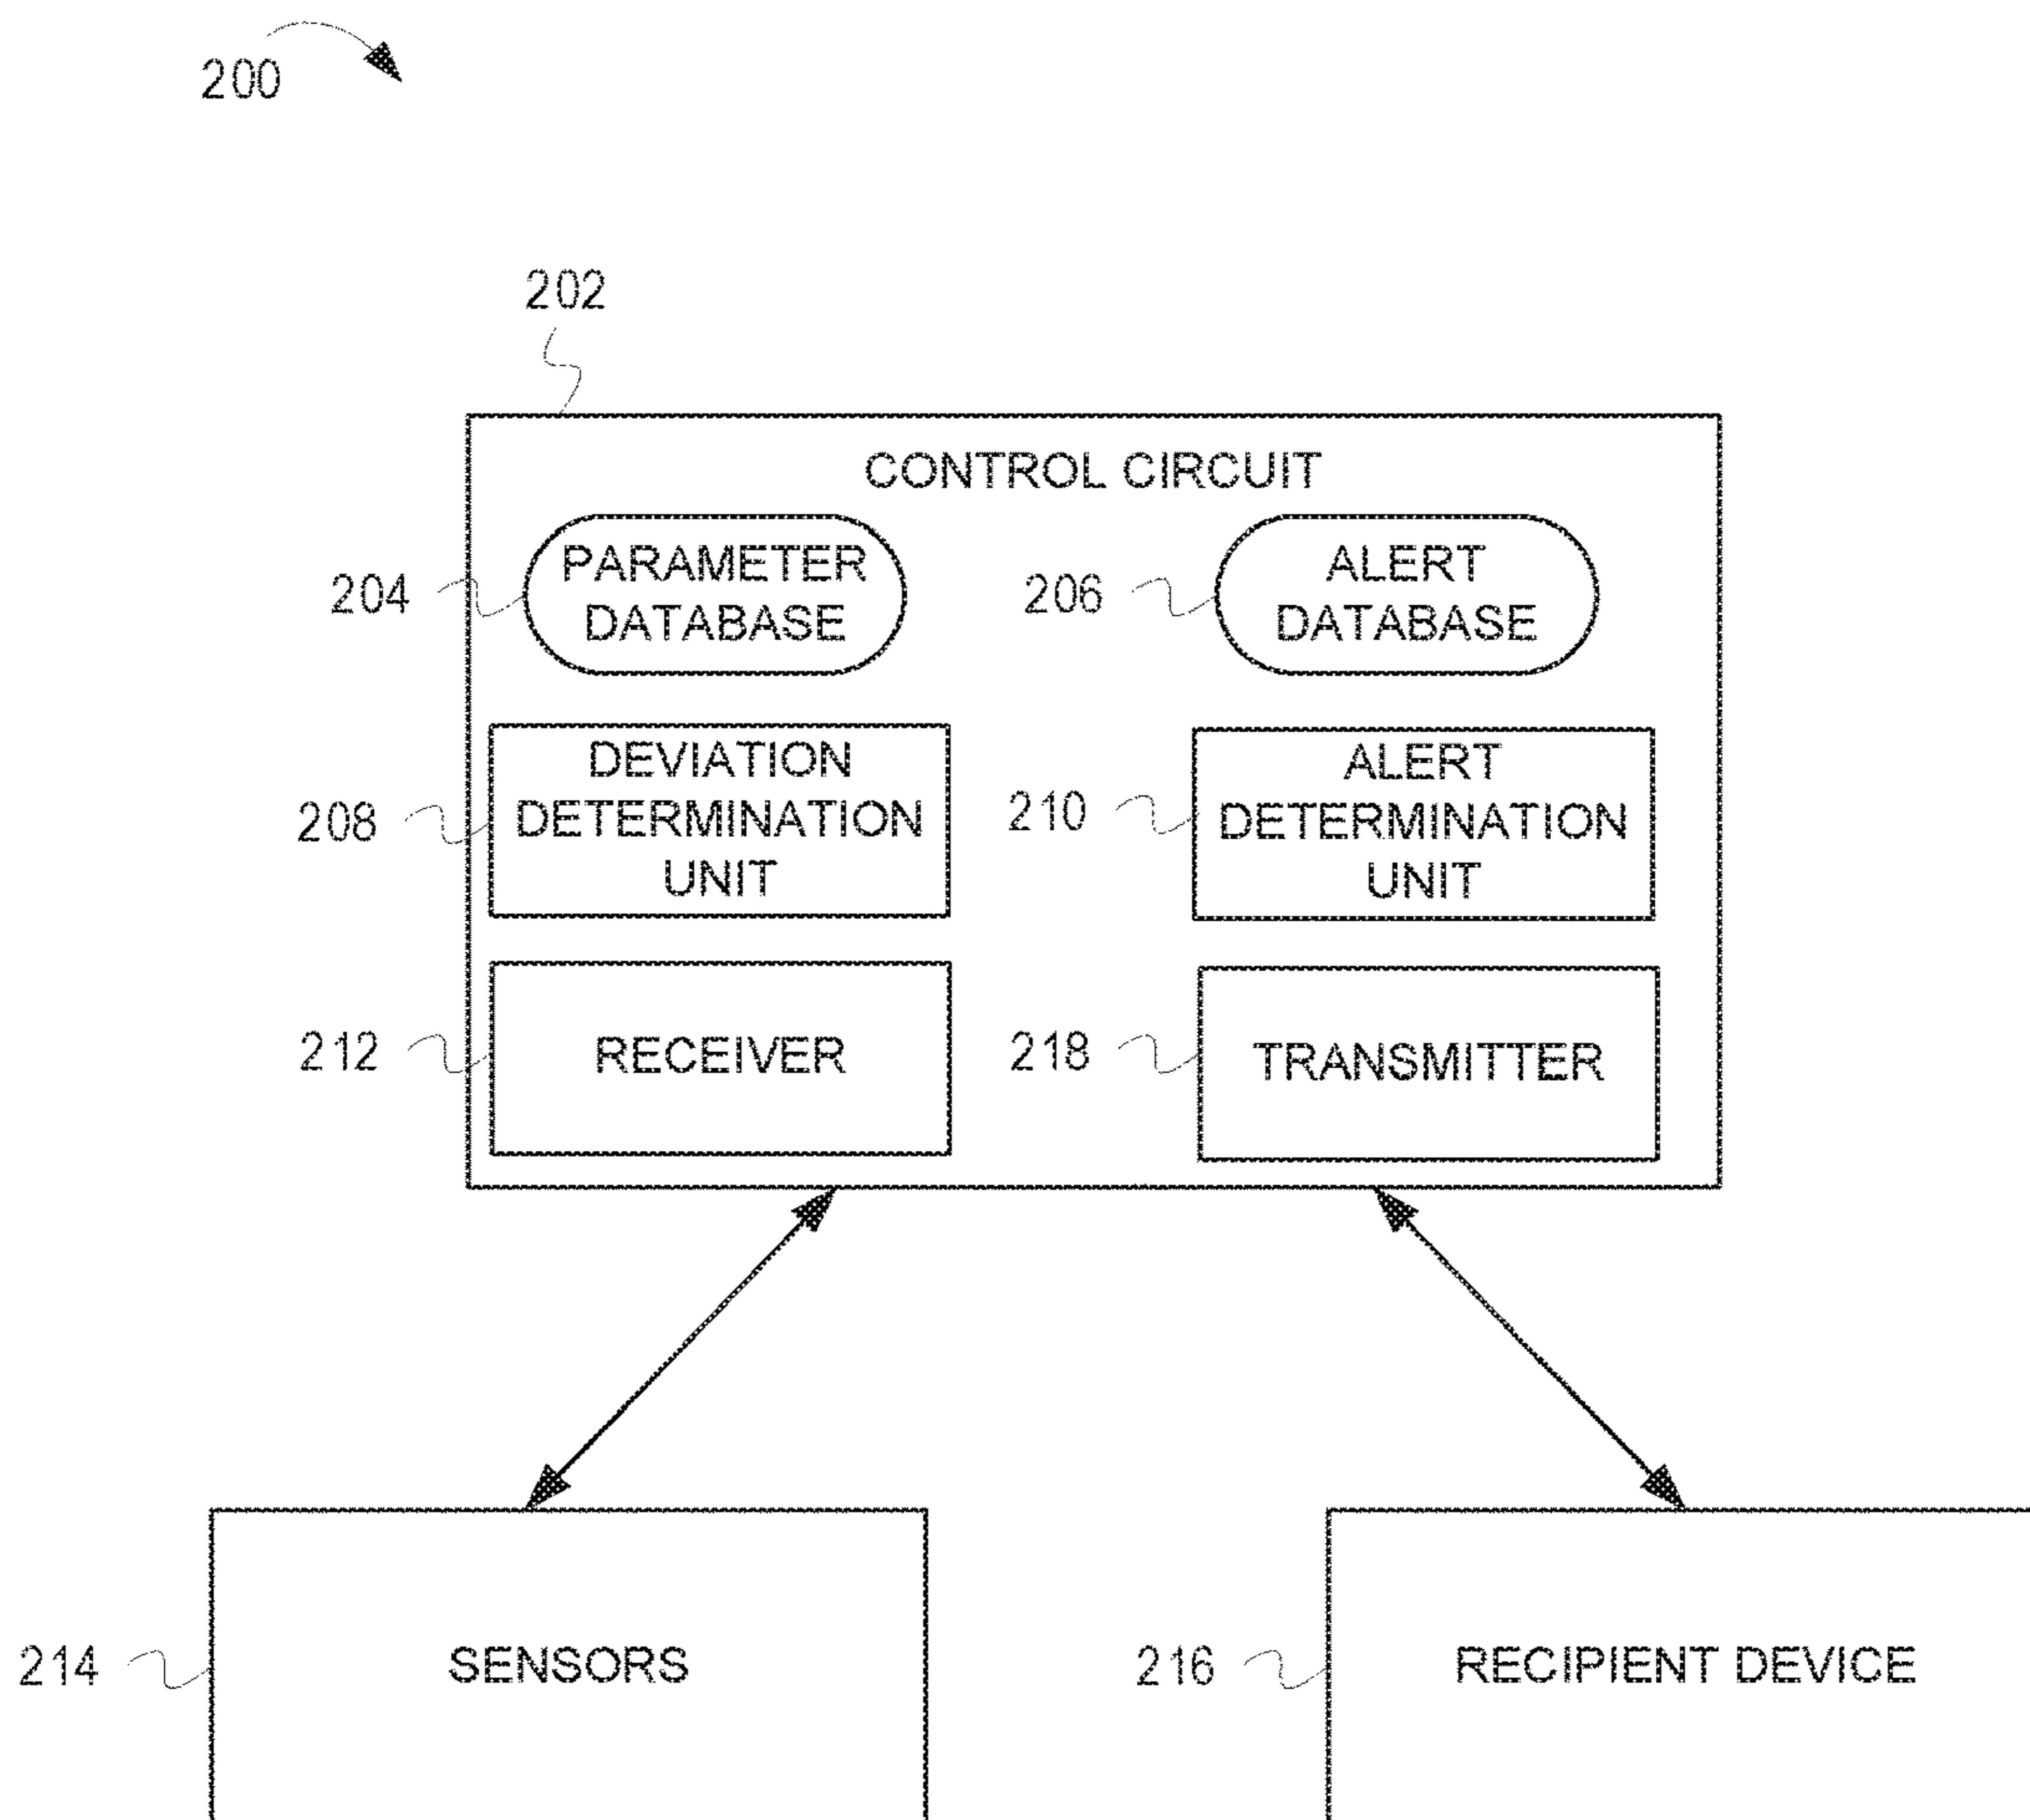 200
202
CONTROL CIRCUIT
204
PARAMETER
DATABASE
206
ALERT
DATABASE
208
DEVIATION
DETERMINATION
UNIT
210
ALERT
DETERMINATION
UNIT
212
RECEIVER
218
TRANSMITTER
214
SENSORS
216
RECIPIENT DEVICE